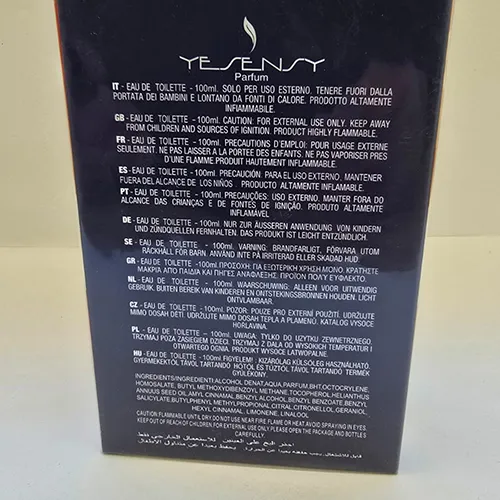 YESENSY
Parfum
IT - EAU DE TOILETTE - 100ml. SOLO PER USO ESTERNO. TENERE FUORI DALLA
PORTATA DEI BAMBINI E LONTANO DA FONTI DI CALORE. PRODOTTO ALTAMENTE
INFIAMMABILE.
GB - EAU DE TOILETTE - 100ml. CAUTION: FOR EXTERNAL USE ONLY. KEEP AWAY
FROM CHILDREN AND SOURCES OF IGNITION. PRODUCT HIGHLY FLAMMABLE.
FR - EAU DE TOILETTE - 100ml. PRECAUTIONS D'EMPLOI: POUR USAGE EXTERNE
SEULEMENT. NE PAS LAISSER A LA PORTEE DES ENFANTS. NE PAS VAPORISER PRES
D'UNE FLAMME PRODUIT HAUTEMENT INFLAMMABLE.
ES - EAU DE TOILETTE - 100ml. PRECAUCIÓN: PARA EL USO EXTERNO. MANTENER
FUERA DEL ALCANCE DE LOS NIÑOS PRODUCTO ALTAMENTE INFLAMABLE.
PT - EAU DE TOILETTE - 100ml. PRECAUÇÕES: USO EXTERNO. MANTER FORA DO
ALCANCE DAS CRIANÇAS E DE FONTES DE IGNIÇÃO. PRODUTO ALTAMENTE
INFLAMÁVEL
DE - EAU DE TOILETTE - 100ml. NUR ZUR ÄUSSEREN ANWENDUNG VON KINDERN
UND ZÜNDQUELLEN FERNHALTEN. DAS PRODUKT IST LEICHT ENTZÜNDLICH.
SE - EAU DE TOILETTE - 100ml. VARNING: BRANDFARLIGT, FÖRVARA UTOM
RÄCKHÅLL FÖR BARN. ANVÄND INTE PÅ IRRITERAD ELLER SKADAD HUD.
GR - EAU DE TOILETTE -100ml. ΠΡΟΣΟΧΗ: ΓΙΑ ΕΞΩΤΕΡΙΚΗ ΧΡΗΣΗ ΜΟΝΟ. ΚΡΑΤΗΣΤΕ
ΜΑΚΡΙΑ ΑΠΟ ΠΑΙΔΙΑ ΚΑΙ ΠΗΓΕΣ ΑΝΑΦΛΕΞΗΣ. ΠΡΟΪΟΝ ΠΟΛΥ ΕΥΦΛΕΚΤΟ.
NL - EAU DE TOILETTE - 100ml. WAARSCHUWING: ALLEEN VOOR UITWENDIG
GEBRUIK. BUITEN BEREIK VAN KINDEREN EN ONTSTEKINGSBRONNEN HOUDEN. LICHT
ONTVLAMBAAR.
CZ - EAU DE TOILETTE - 100ml. POZOR: POUZE PRO EXTERNÍ POUŽITÍ. UDRŽUJTE
MIMO DOSAH DĚTÍ. UDRŽUJTE MIMO DOSAH TEPLA A PLAMENŮ. KATALOG VYSOCE
HORLAVINA.
PL - EAU DE TOILETTE – 100ml. UWAGA: TYLKO DO UZYTKU ZEWNETRZNEGO.
TRZYMAJ POZA ZASIEGIEM DZIECI. TRZYMAJ Z DALA OD WYSOKICH TEMPERATUR I
OTWARTEGO OGNIA. PRODUKT WYSOCE LATWOPALNE.
HU - EAU DE TOILETTE - 100ml FIGYELEM! : KIZÁRÓLAG KÜLSŐLEG HASZNÁLHATÓ.
GYERMEKEKTŐL TÁVOL TARTANDÓ HŐTŐL ÉS TŰZTŐL TÁVOL TARTANDÓ TERMÉK
GYÚLÉKONY.
INGREDIENTS/INGREDIENTI:ALCOHOL DENAT,AQUA,PARFUM,BHT,OCTOCRYLENE,
HOMOSALATE, BUTYL METHOXYDIBENZOYL METHANE, TOCOPHEROL,HELIANTHUS
ANNUUS SEED OIL,AMYL CINNAMAL, BENZYL ALCOHOL, BENZYL BENZOATE, BENZYL
SALICYLATE,BUTYLPHENYL METHYLPROPIONAL,CITRAL,CITRONELLOL,GERANIOL,
HEXYL CINNAMAL, LIMONENE, LINALOOL
CAUTION:FLAMMABLE UNTIL DRY.DO NOT USE NEAR FIRE FLAME OR HEAT.AVOID SPRAYING IN EYES.
KEEP OUT OF REACH OF CHILDREN.FOR EXTERNAL USE ONLY.PLEASE OPEN THE PACKAGE AND BOTTLES
CAREFULLY.